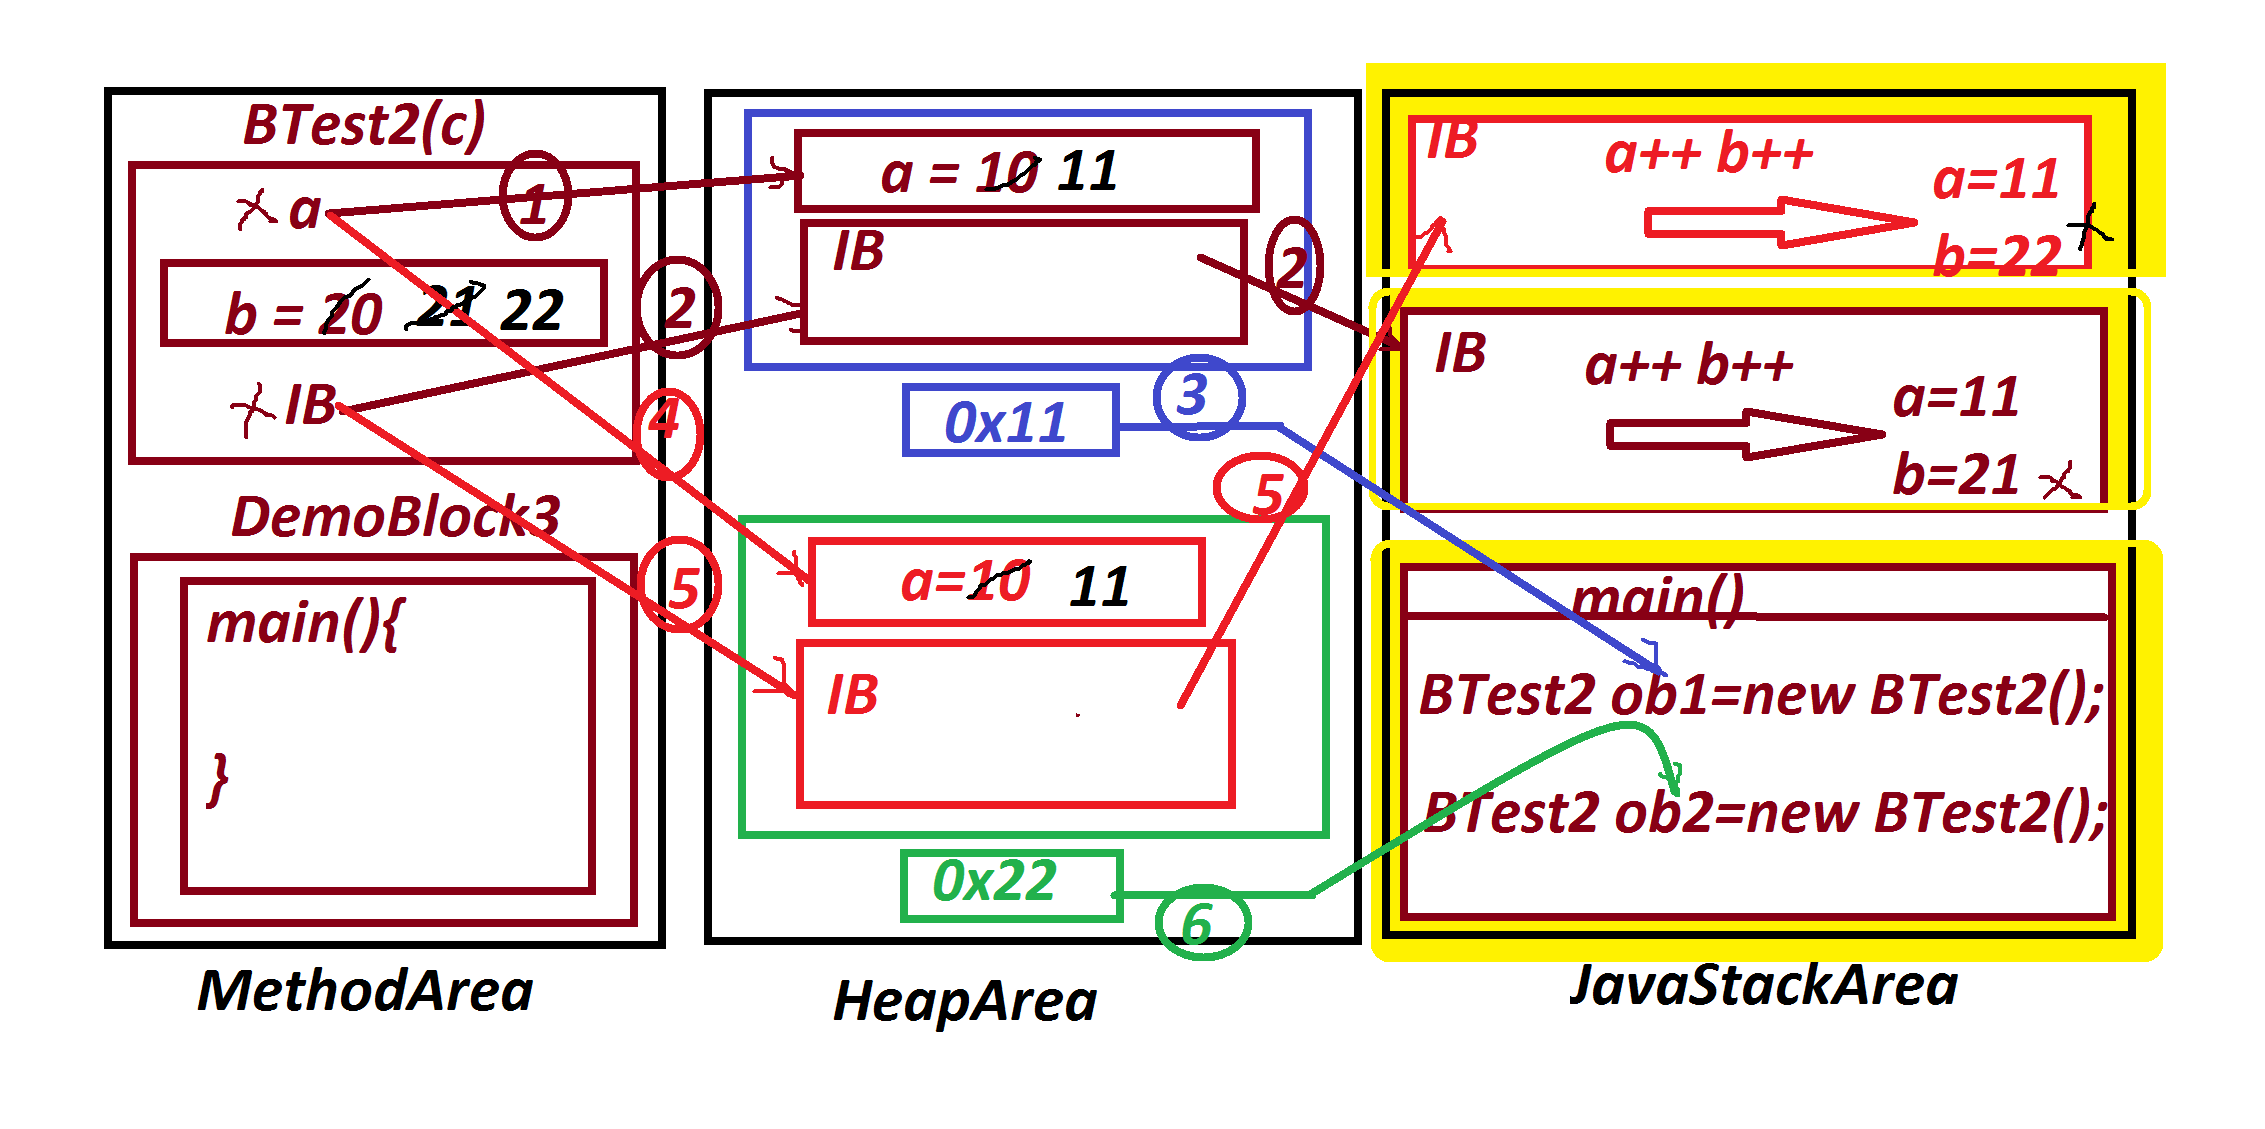 BTest2(c)
a
b = 20 21 22
IB
DemoBlock3
main(){
}
MethodArea
1
2
4
5
a = 10 11
IB
2
0x11
3
5
a=10 11
IB
0x22
6
HeapArea
IB
a++ b++
a=11
b=22
IB
a++ b++
a=11
b=21
main()
BTest2 ob1=new BTest2();
BTest2 ob2=new BTest2();
JavaStackArea